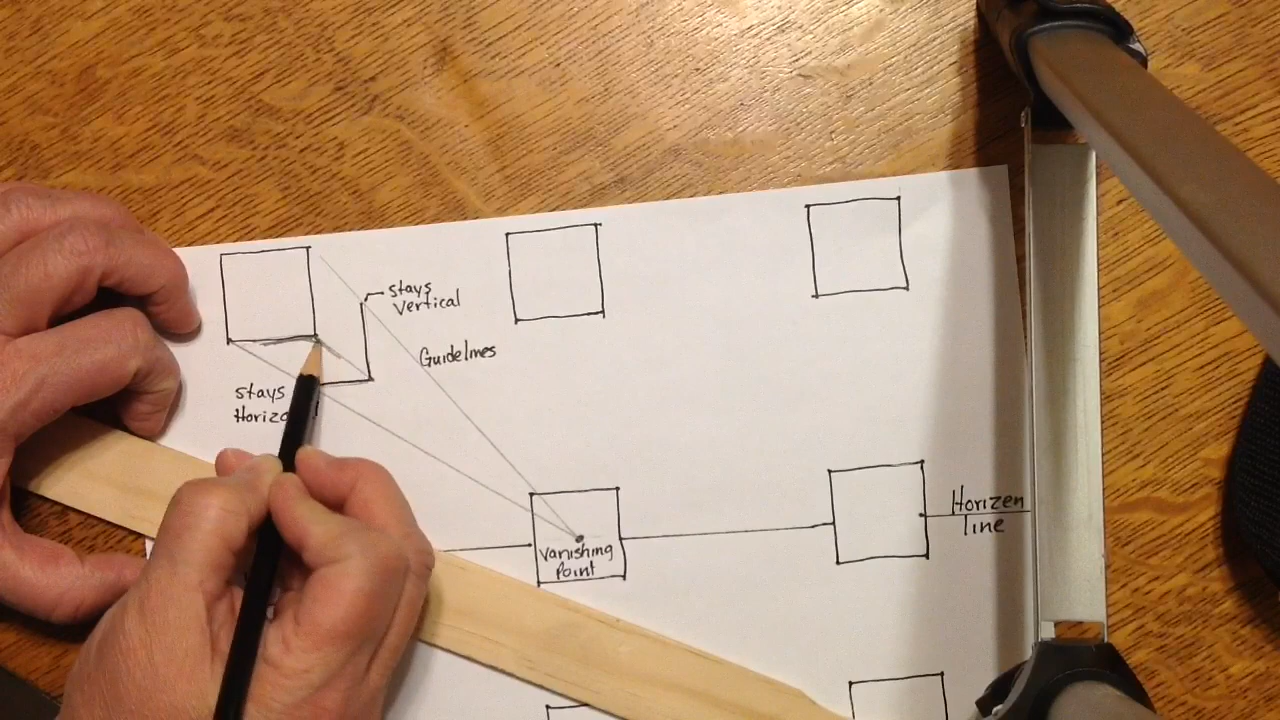 stays
vertical
Guidelines
stays
Horizen
line
Vanishing
Point